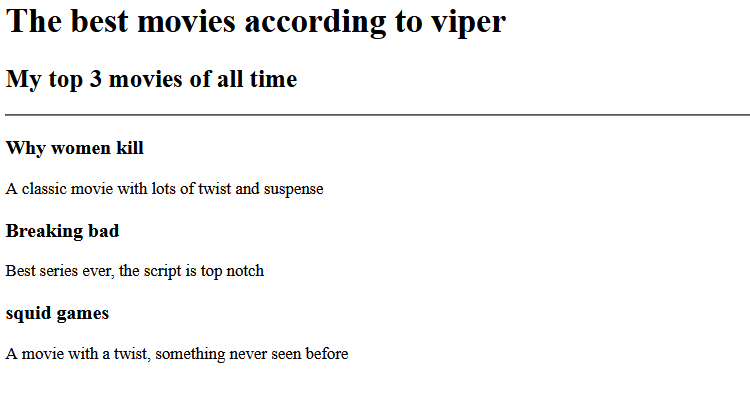 The best movies according to viper
My top 3 movies of all time
Why women kill
A classic movie with lots of twist and suspense
Breaking bad
Best series ever, the script is top notch
squid games
A movie with a twist, something never seen before